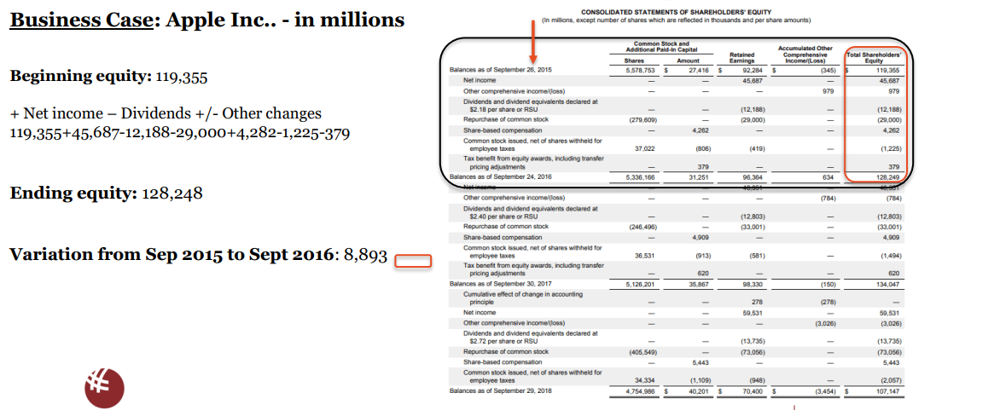 Business Case: Apple Inc.. - in millions
Beginning equity: 119,355
+ Net income – Dividends +/- Other changes
119,355+45,687-12,188-29,000+4,282-1,225-379
Ending equity: 128,248
Variation from Sep 2015 to Sept 2016: 8,893
CONSOLIDATED STATEMENTS OF SHAREHOLDERS' EQUITY
(In millions, except number of shares which are reflected in thousands and per share amounts)
Common Stock and
Additional Paid-In Capital
Retained
Earnings
Accumulated Other
Comprehensive
Income/(Loss)
Total Shareholders'
Equity
Shares Amount
Balances as of September 26, 2015 5,578,753 $ 27,416 $ 92,284 $ (345) $ 119,355
Net income — — 45,687 — 45,687
Other comprehensive income/(loss) — — — 979 979
Dividends and dividend equivalents declared at
$2.18 per share or RSU — — (12,188) — (12,188)
Repurchase of common stock (279,609) — (29,000) — (29,000)
Share-based compensation — 4,262 — — 4,262
Common stock issued, net of shares withheld for
employee taxes 37,022 (806) (419) — (1,225)
Tax benefit from equity awards, including transfer
pricing adjustments — 379 — — 379
Balances as of September 24, 2016 5,336,166 31,251 96,364 634 128,249
Net income — — 48,351 — 48,351
Other comprehensive income/(loss) — — — (784) (784)
Dividends and dividend equivalents declared at
$2.40 per share or RSU — — (12,803) — (12,803)
Repurchase of common stock (246,496) — (33,001) — (33,001)
Share-based compensation — 4,909 — — 4,909
Common stock issued, net of shares withheld for
employee taxes 36,531 (913) (581) — (1,494)
Tax benefit from equity awards, including transfer
pricing adjustments — 620 — — 620
Balances as of September 30, 2017 5,126,201 35,867 98,330 (150) 134,047
Cumulative effect of change in accounting
principle — — 278 (278) —
Net income — — 59,531 — 59,531
Other comprehensive income/(loss) — — — (3,026) (3,026)
Dividends and dividend equivalents declared at
$2.72 per share or RSU — — (13,735) — (13,735)
Repurchase of common stock (405,549) — (73,056) — (73,056)
Share-based compensation — 5,443 — — 5,443
Common stock issued, net of shares withheld for
employee taxes 34,334 (1,109) (948) — (2,057)
Balances as of September 29, 2018 4,754,986 $ 40,201 $ 70,400 $ (3,454) $ 107,147